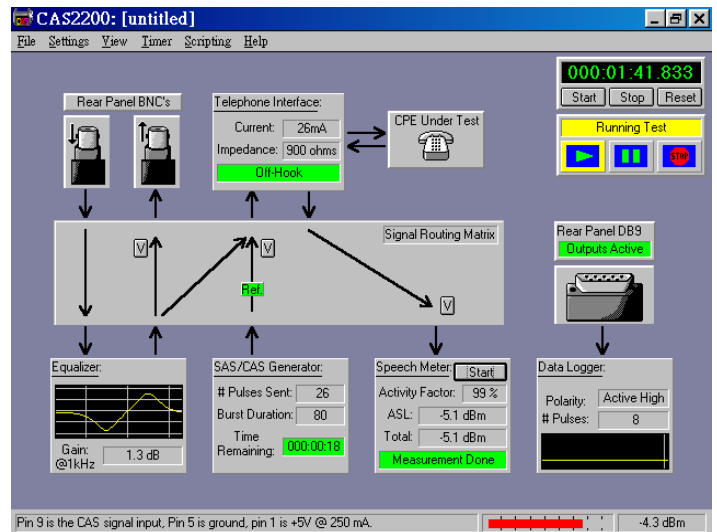 CAS2200: [untitled]
File Settings View Timer Scripting Help
000:01:41.833
Start Stop Reset
Running Test
STOP
Rear Panel BNC's
Telephone Interface:
Current: 26mA
Impedance: 900 ohms
Off-Hook
CPE Under Test
Signal Routing Matrix
V
V
Ref.
V
Rear Panel DB9
Outputs Active
Equalizer:
Gain: @1kHz 1.3 dB
SAS/CAS Generator:
# Pulses Sent: 26
Burst Duration: 80
Time Remaining: 000:00:18
Speech Meter: Start
Activity Factor: 99 %
ASL: -5.1 dBm
Total: -5.1 dBm
Measurement Done
Data Logger:
Polarity: Active High
# Pulses: 8
Pin 9 is the CAS signal input, Pin 5 is ground, pin 1 is +5V @ 250 mA.
-4.3 dBm